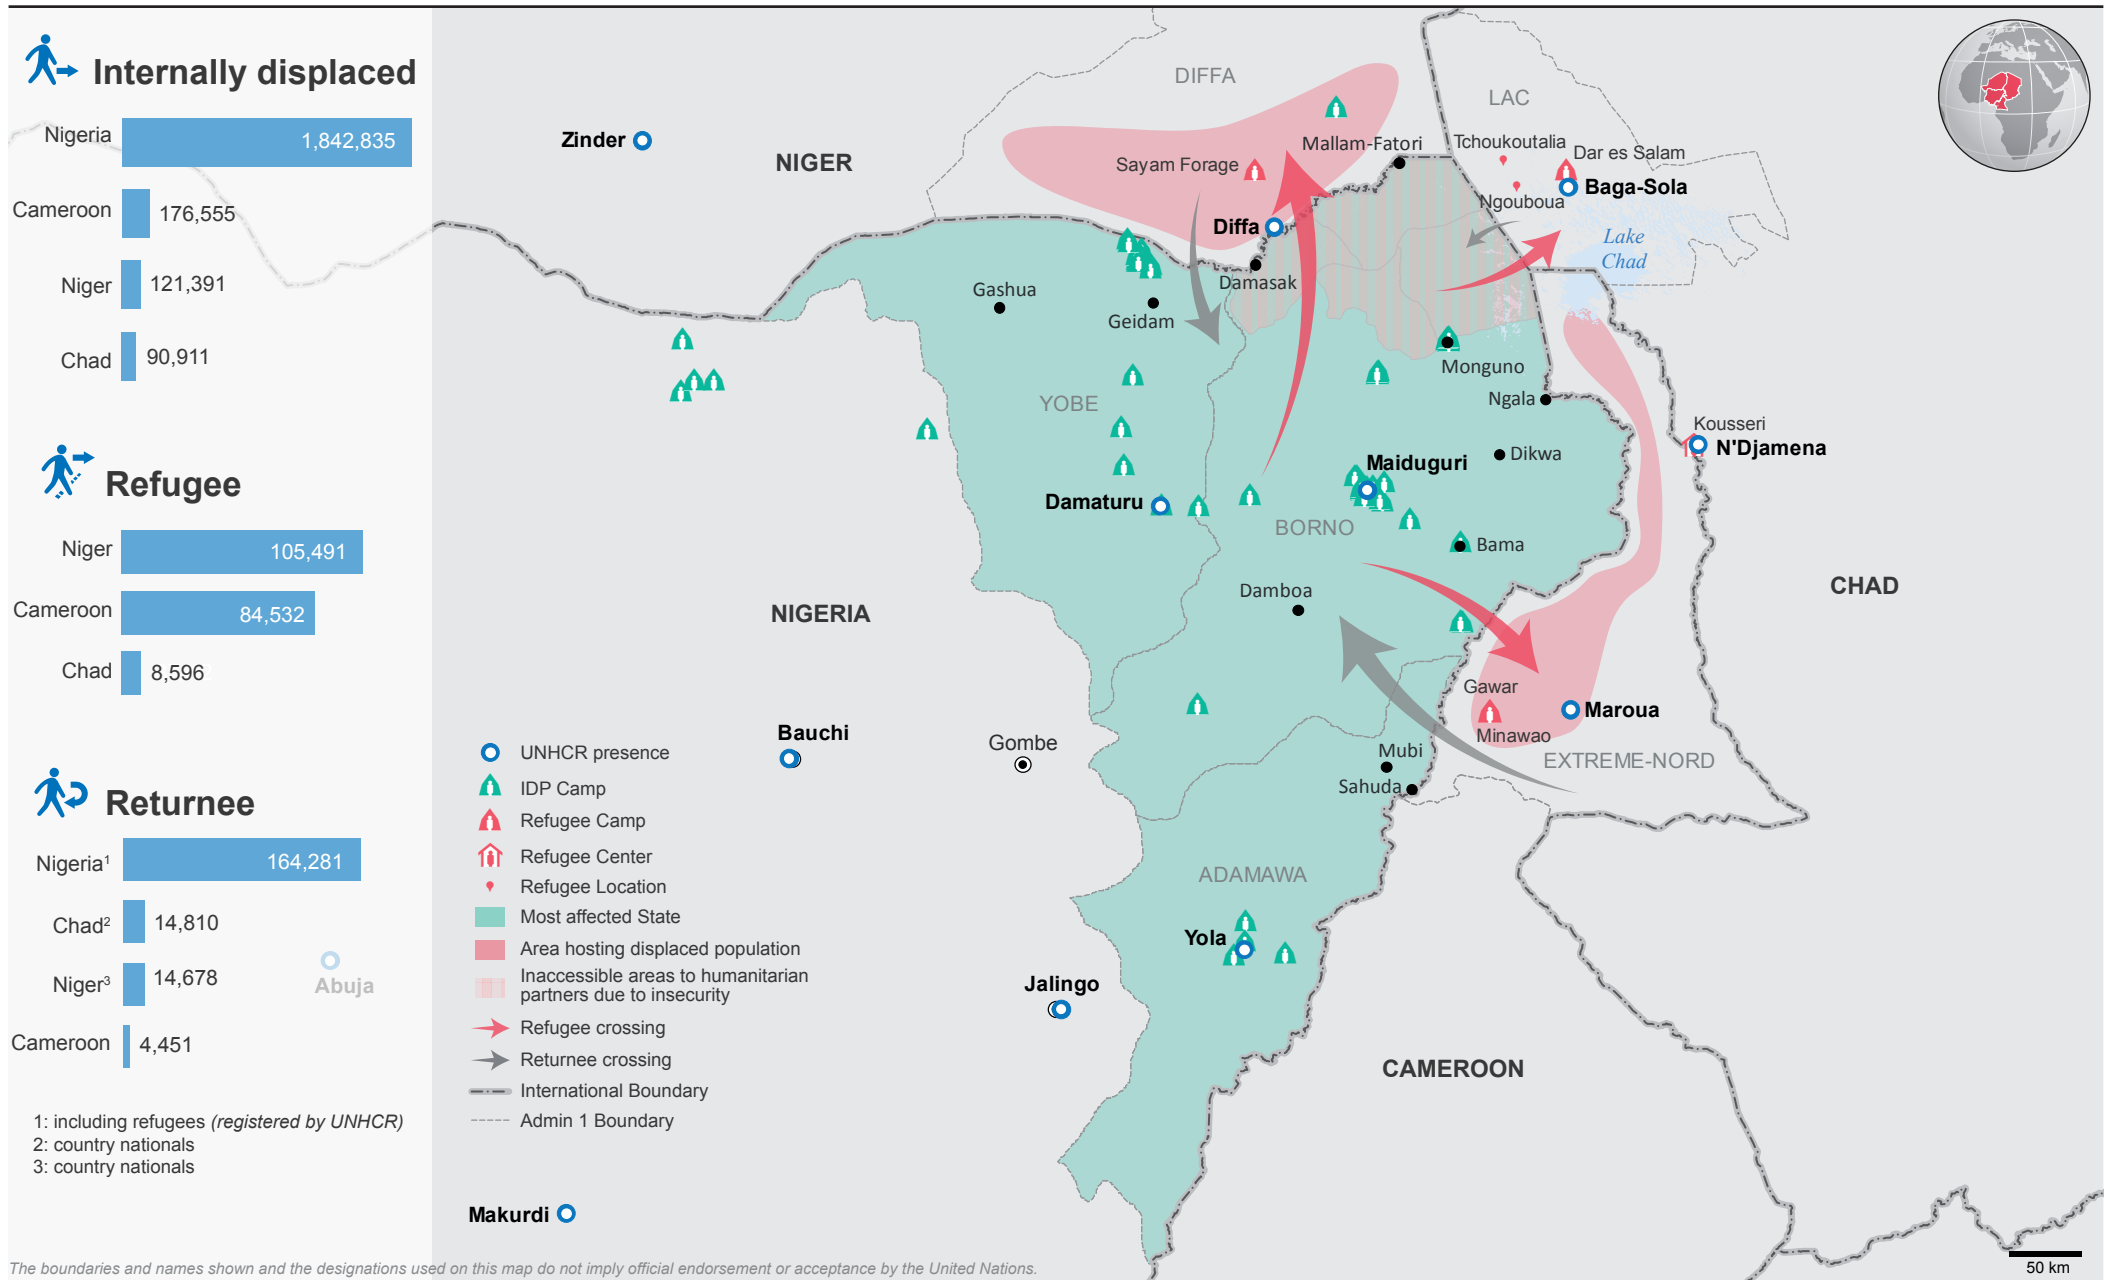 Internally displaced
Nigeria 1,842,835
Cameroon 176,555
Niger 121,391
Chad 90,911
Refugee
Niger 105,491
Cameroon 84,532
Chad 8,596
Returnee
Nigeria1 164,281
Chad2 14,810
Niger3 14,678
Cameroon 4,451
Abuja
1: including refugees (registered by UNHCR)
2: country nationals
3: country nationals
DIFFA
LAC
Zinder
NIGER
Sayam Forage
Mallam-Fatori
Tchoukoutalia
Dar es Salam
Baga-Sola
Ngouboua
Diffa
Lake
Chad
Damasak
Gashua
Geidam
Monguno
YOBE
Ngala
Kousseri
N'Djamena
Maiduguri
Dikwa
Damaturu
BORNO
Bama
Damboa
NIGERIA
CHAD
Gawar
Maroua
Minawao
Bauchi
Gombe
Mubi
EXTREME-NORD
Sahuda
ADAMAWA
Yola
Jalingo
CAMEROON
Makurdi
UNHCR presence
IDP Camp
Refugee Camp
Refugee Center
Refugee Location
Most affected State
Area hosting displaced population
Inaccessible areas to humanitarian
partners due to insecurity
Refugee crossing
Returnee crossing
International Boundary
Admin 1 Boundary
50 km
The boundaries and names shown and the designations used on this map do not imply official endorsement or acceptance by the United Nations.